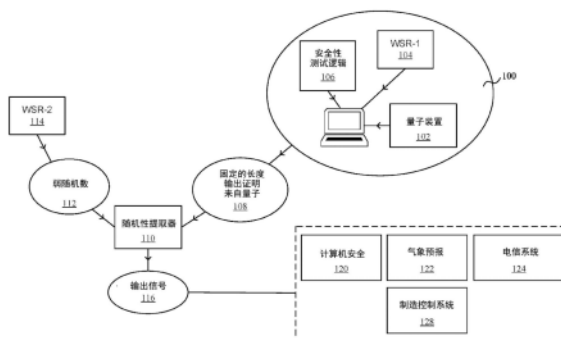 安全性
测试逻辑
106
WSR-1
104
100
量子装置
102
WSR-2
114
弱随机数
112
固定的长度
输出证明
来自量子
108
随机性提取器
110
输出信号
116
计算机安全
120
气象预报
122
电信系统
124
制造控制系统
128